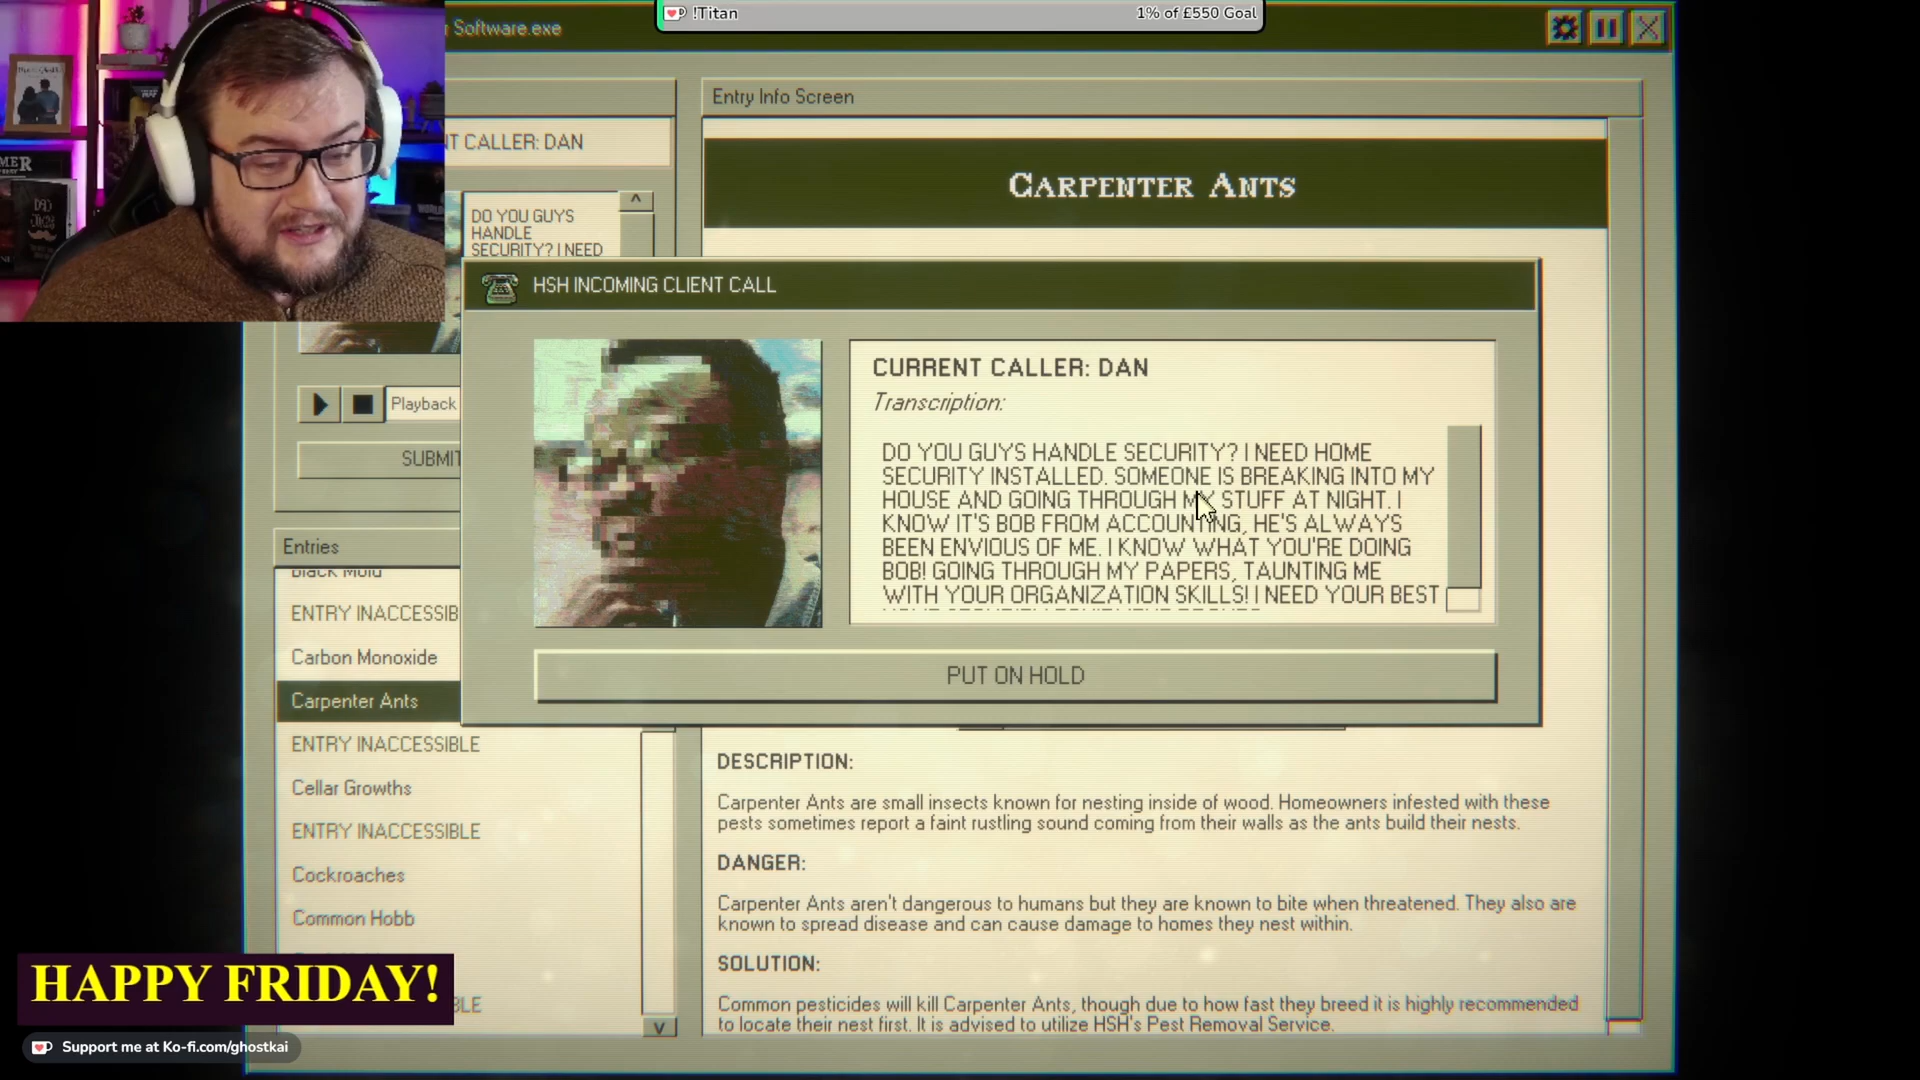 Software.exe
!Titan
1% of £550 Goal
Entry Info Screen
T CALLER: DAN
CARPENTER ANTS
DO YOU GUYS
HANDLE
SECURITY? I NEED
HSH INCOMING CLIENT CALL
CURRENT CALLER: DAN
Transcription:
DO YOU GUYS HANDLE SECURITY? I NEED HOME
SECURITY INSTALLED. SOMEONE IS BREAKING INTO MY
HOUSE AND GOING THROUGH MY STUFF AT NIGHT. I
KNOW IT'S BOB FROM ACCOUNTING, HE'S ALWAYS
BEEN ENVIOUS OF ME. I KNOW WHAT YOU'RE DOING
BOB! GOING THROUGH MY PAPERS, TAUNTING ME
WITH YOUR ORGANIZATION SKILLS! I NEED YOUR BEST
PUT ON HOLD
Playback
SUBMIT
Entries
Black Mold
ENTRY INACCESSIB
Carbon Monoxide
Carpenter Ants
ENTRY INACCESSIBLE
Cellar Growths
ENTRY INACCESSIBLE
Cockroaches
Common Hobb
BLE
DESCRIPTION:
Carpenter Ants are small insects known for nesting inside of wood. Homeowners infested with these
pests sometimes report a faint rustling sound coming from their walls as the ants build their nests.
DANGER:
Carpenter Ants aren't dangerous to humans but they are known to bite when threatened. They also are
known to spread disease and can cause damage to homes they nest within.
SOLUTION:
Common pesticides will kill Carpenter Ants, though due to how fast they breed it is highly recommended
to locate their nest first. It is advised to utilize HSH's Pest Removal Service.
HAPPY FRIDAY!
Support me at Ko-fi.com/ghostkai